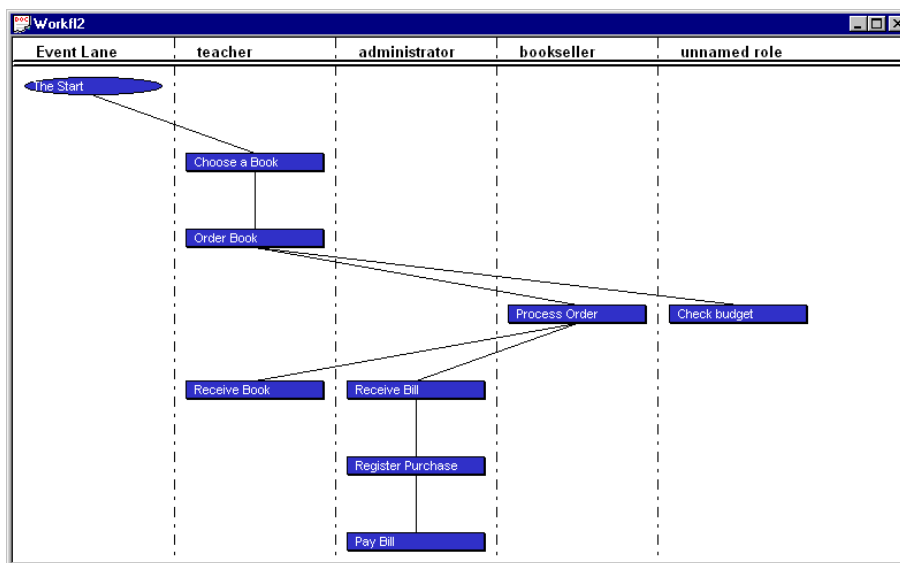 Workfl2
Event Lane teacher administrator bookseller unnamed role
The Start
Choose a Book
Order Book
Process Order Check budget
Receive Book Receive Bill
Register Purchase
Pay Bill